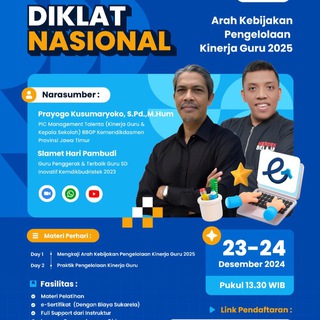 DIKLAT
NASIONAL
Arah Kebijakan
Pengelolaan
Kinerja Guru 2025
Narasumber :
Prayogo Kusumaryoko, S.Pd.,M.Hum
PIC Management Talenta (Kinerja Guru &
Kepala Sekolah) BBGP Kemendikdasmen
Provinsi Jawa Timur
Slamet Hari Pambudi
Guru Penggerak & Terbaik Guru SD
Inovatif Kemdikbudristek 2023
MERDEKA
BELAJAR
Materi Perhari :
Day 1 | Mengkaji Arah Kebijakan Pengelolaan Kinerja Guru 2025
Day 2 | Praktik Pengelolaan Kinerja Guru
23-24
Desember 2024
Pukul 13.30 WIB
Fasilitas :
Materi Pelatihan
e-Sertifikat (Dengan Biaya Sukarela)
Full Support dari Instruktur
Link Pendaftaran :